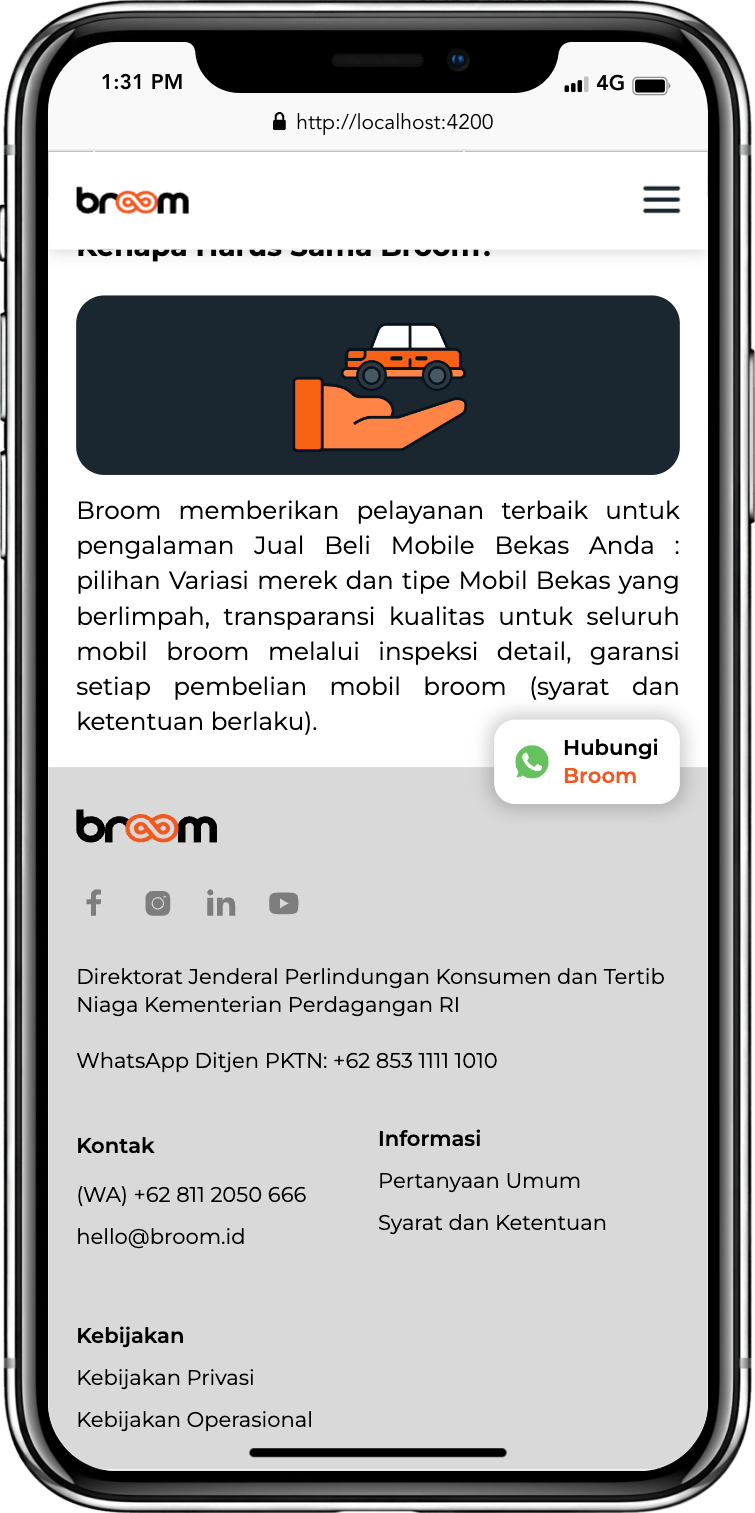 1:31 PM
4G
http://localhost:4200
broom
Kenapa Harus Sama Broom?
Broom memberikan pelayanan terbaik untuk
pengalaman Jual Beli Mobile Bekas Anda :
pilihan Variasi merek dan tipe Mobil Bekas yang
berlimpah, transparansi kualitas untuk seluruh
mobil broom melalui inspeksi detail, garansi
setiap pembelian mobil broom (syarat dan
ketentuan berlaku).
Hubungi
Broom
broom
Direktorat Jenderal Perlindungan Konsumen dan Tertib
Niaga Kementerian Perdagangan RI
WhatsApp Ditjen PKTN: +62 853 1111 1010
Kontak
(WA) +62 811 2050 666
hello@broom.id
Informasi
Pertanyaan Umum
Syarat dan Ketentuan
Kebijakan
Kebijakan Privasi
Kebijakan Operasional